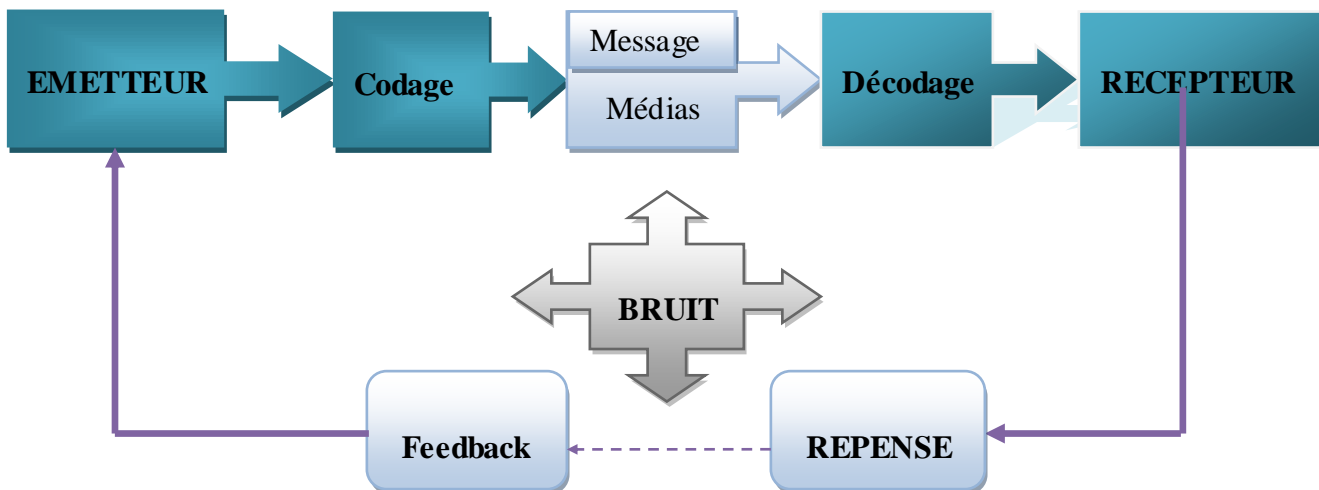 EMETTEUR
Codage
Message
Médias
Décodage
RECEPTEUR
BRUIT
Feedback
REPENSE